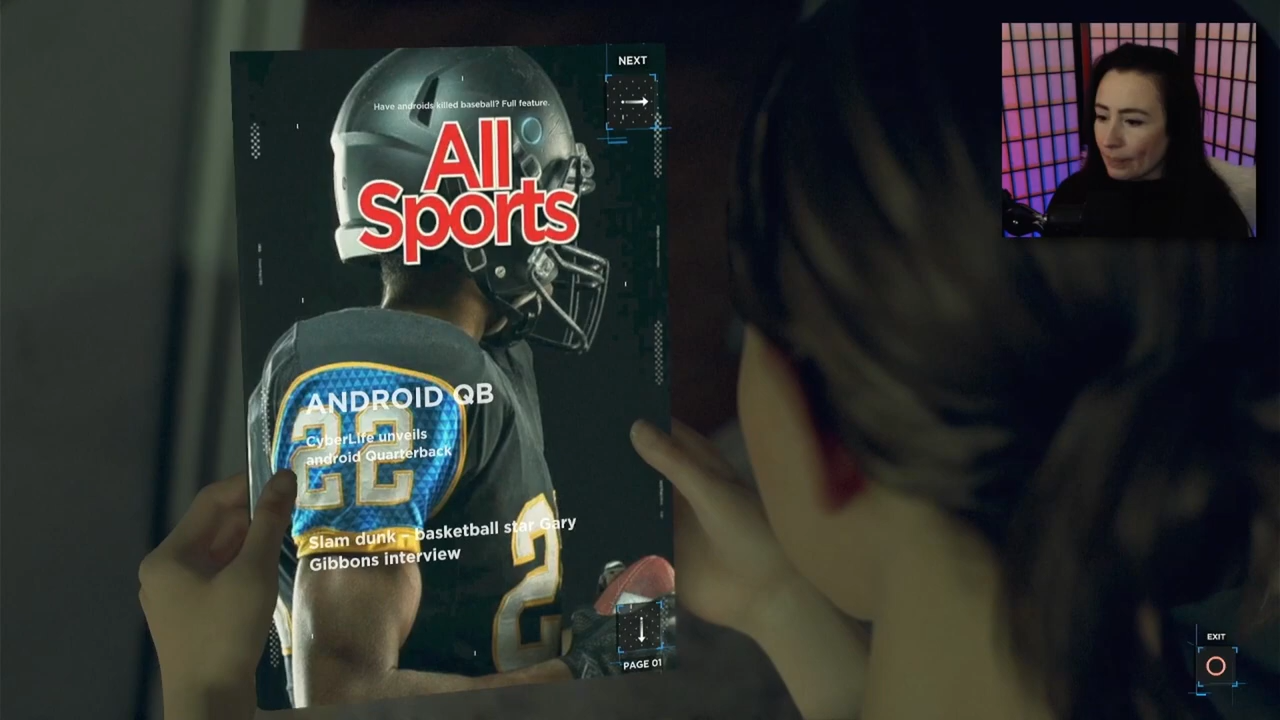 NEXT
Have androids killed baseball? Full feature.
All
Sports
ANDROID QB
22
CyberLife unveils
android Quarterback
2
Slam dunk - basketball star Gary
Gibbons interview
PAGE 01
EXIT